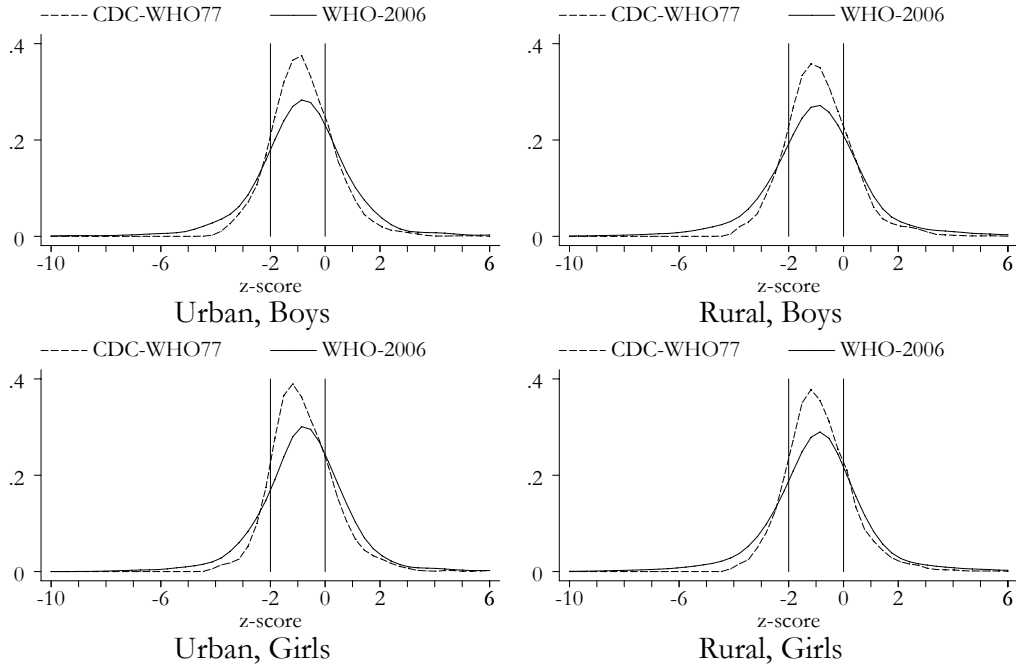 CDC-WHO77 WHO-2006
.4
.2
0
-10 -6 -2 0 2 6
z-score
Urban, Boys
CDC-WHO77 WHO-2006
.4
.2
0
-10 -6 -2 0 2 6
z-score
Rural, Boys
CDC-WHO77 WHO-2006
.4
.2
0
-10 -6 -2 0 2 6
z-score
Urban, Girls
CDC-WHO77 WHO-2006
.4
.2
0
-10 -6 -2 0 2 6
z-score
Rural, Girls